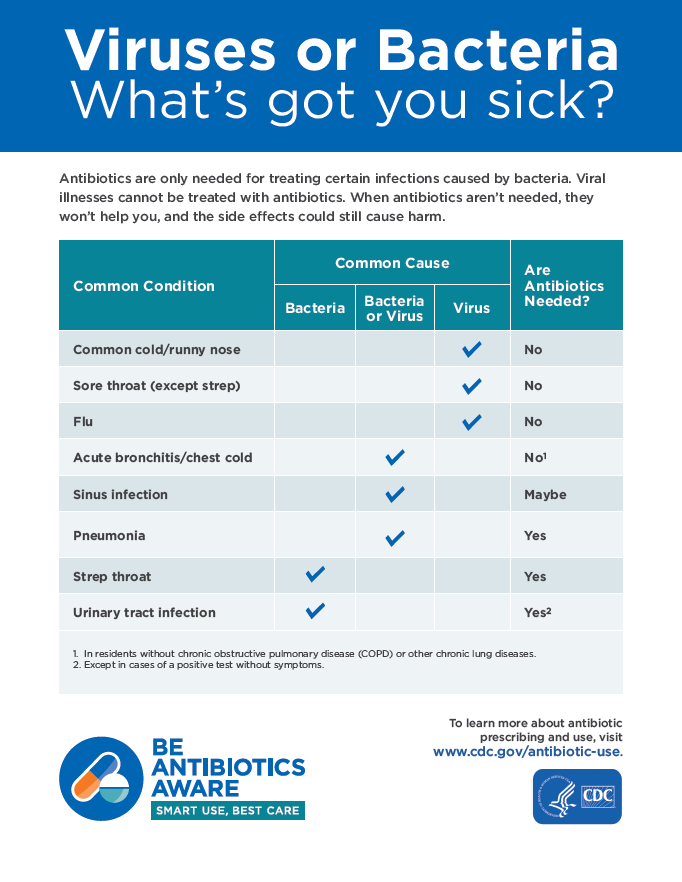 Viruses or Bacteria
What's got you sick?
Antibiotics are only needed for treating certain infections caused by bacteria. Viral
illnesses cannot be treated with antibiotics. When antibiotics aren't needed, they
won't help you, and the side effects could still cause harm.
Common Condition
Common Cause
Are
Antibiotics
Needed?
Bacteria
Bacteria
or Virus
Virus
Common cold/runny nose
No
Sore throat (except strep)
No
Flu
No
Acute bronchitis/chest cold
No¹
Sinus infection
Maybe
Pneumonia
Yes
Strep throat
Yes
Urinary tract infection
Yes²
1. In residents without chronic obstructive pulmonary disease (COPD) or other chronic lung diseases.
2. Except in cases of a positive test without symptoms.
To learn more about antibiotic
prescribing and use, visit
www.cdc.gov/antibiotic-use.
BE
ANTIBIOTICS
AWARE
SMART USE, BEST CARE
CDC